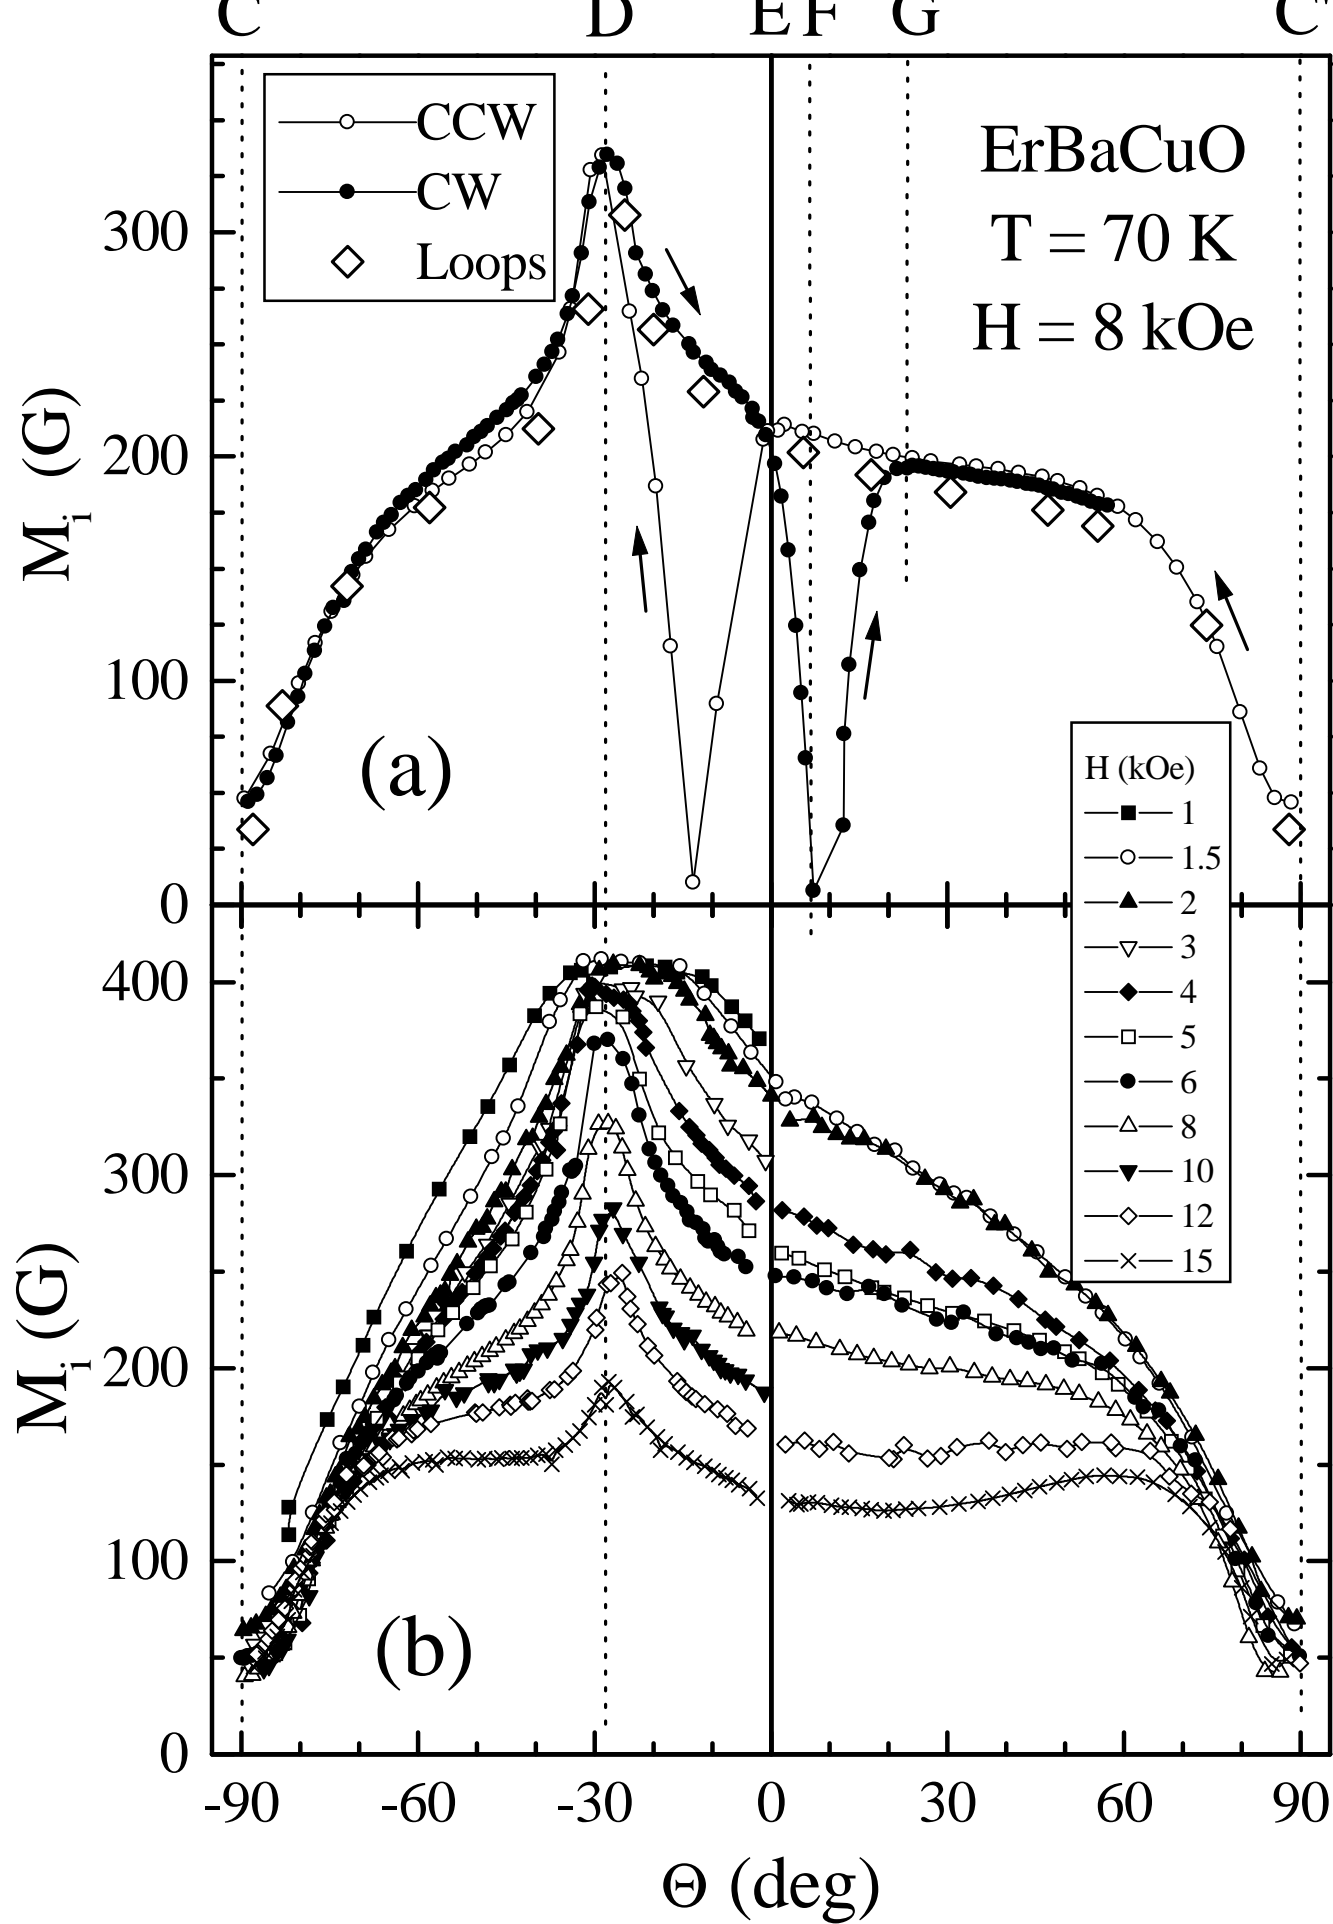 C D E F G C'
CCW
CW
Loops
ErBaCuO
T = 70 K
H = 8 kOe
300
200
100
0
M_i (G)
(a)
H (kOe)
1
1.5
2
3
4
5
6
8
10
12
15
400
300
200
100
0
M_i (G)
(b)
-90 -60 -30 0 30 60 90
Θ (deg)